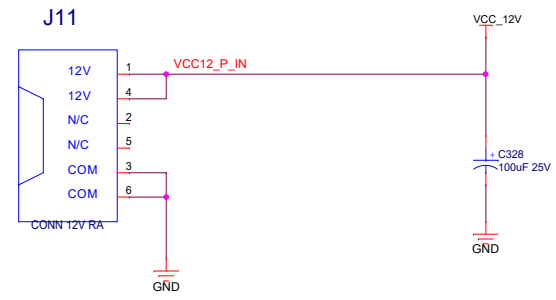 J11
VCC_12V
12V 1 VCC12_P_IN
12V 4
N/C 2
N/C 5
COM 3
COM 6
+ C328
100uF 25V
CONN 12V RA
GND
GND